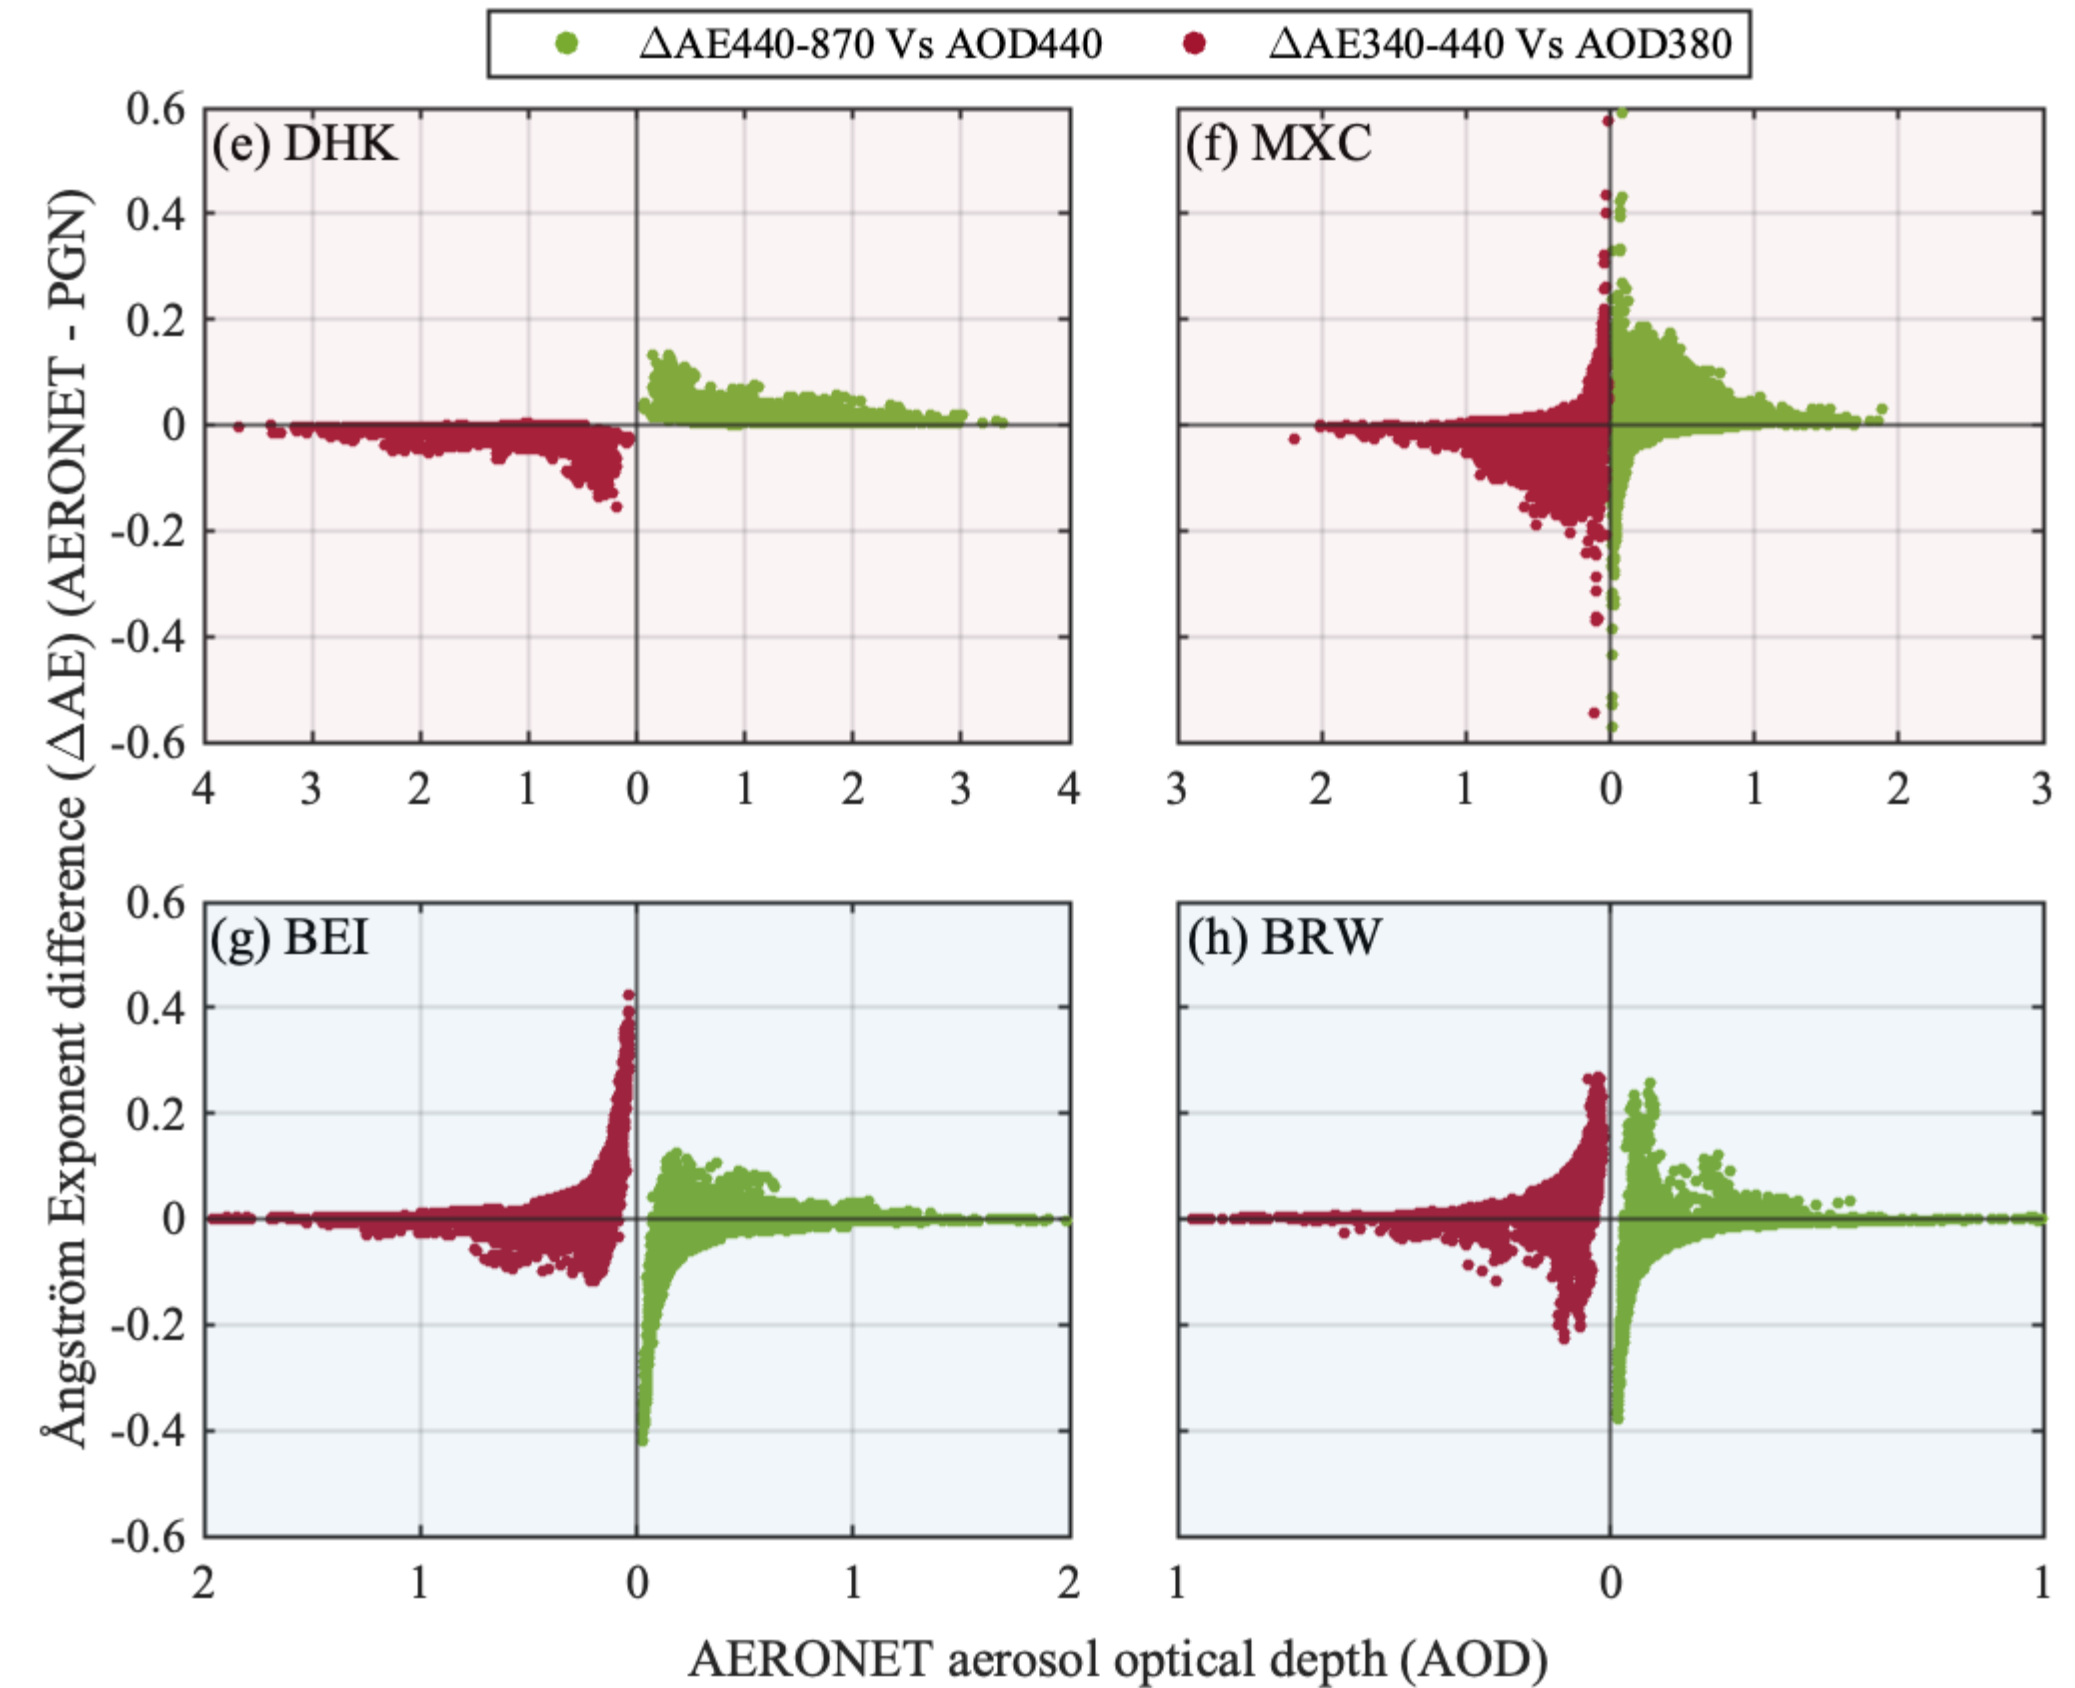 ΔAE440-870 Vs AOD440 ΔAE340-440 Vs AOD380
Ångström Exponent difference (ΔAE) (AERONET - PGN)
(e) DHK
0.6
0.4
0.2
0
-0.2
-0.4
-0.6
4 3 2 1 0 1 2 3 4
(f) MXC
3 2 1 0 1 2 3
(g) BEI
0.6
0.4
0.2
0
-0.2
-0.4
-0.6
2 1 0 1 2
(h) BRW
1 0 1
AERONET aerosol optical depth (AOD)